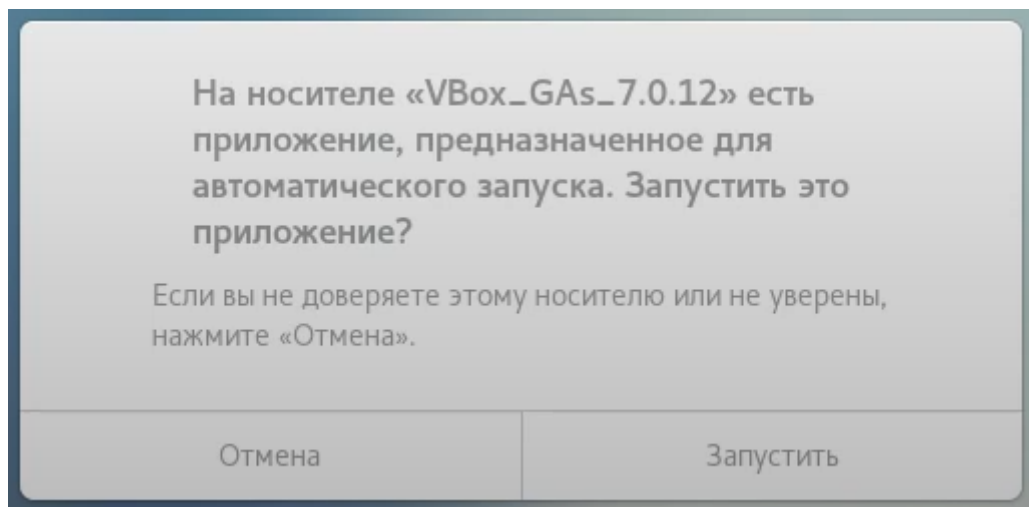 На носителе «VBox_GAs_7.0.12» есть
приложение, предназначенное для
автоматического запуска. Запустить это
приложение?
Если вы не доверяете этому носителю или не уверены,
нажмите «Отмена».
Отмена
Запустить